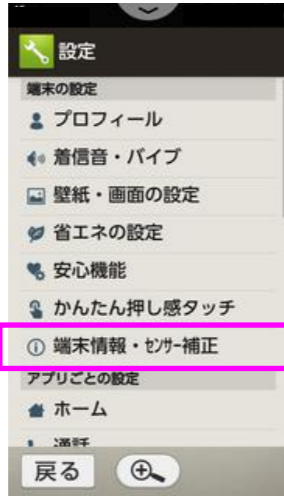 設定
端末の設定
プロフィール
着信音・バイブ
壁紙・画面の設定
省エネの設定
安心機能
かんたん押し感タッチ
端末情報・ｾﾝｻｰ補正
アプリごとの設定
ホーム
通話
戻る